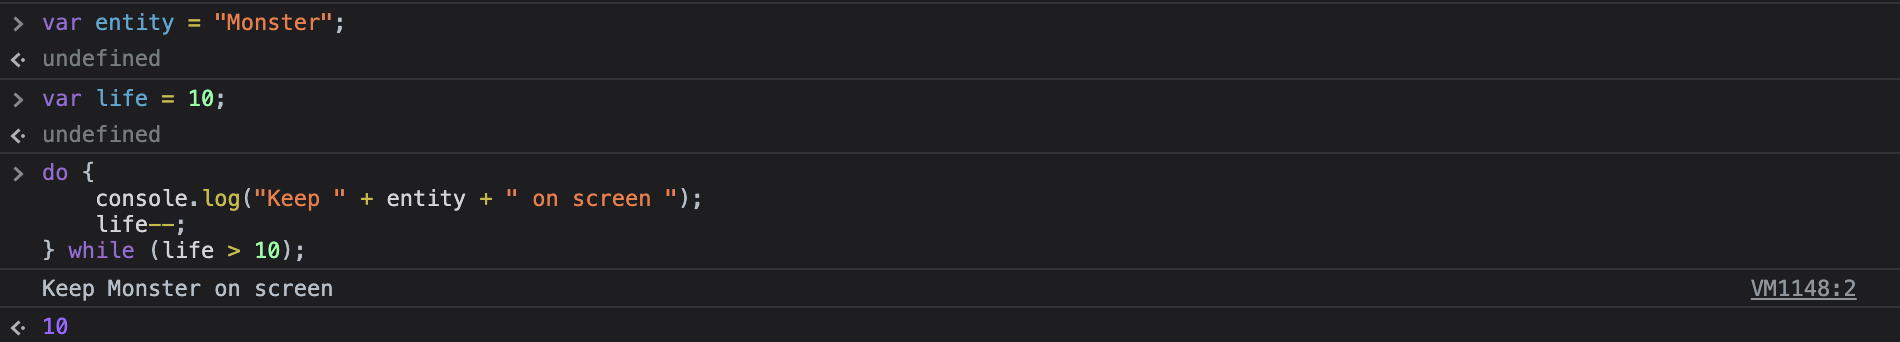 > var entity = "Monster";
<· undefined
> var life = 10;
<· undefined
> do {
    console.log("Keep " + entity + " on screen ");
    life--;
} while (life > 10);
Keep Monster on screen VM1148:2
<· 10